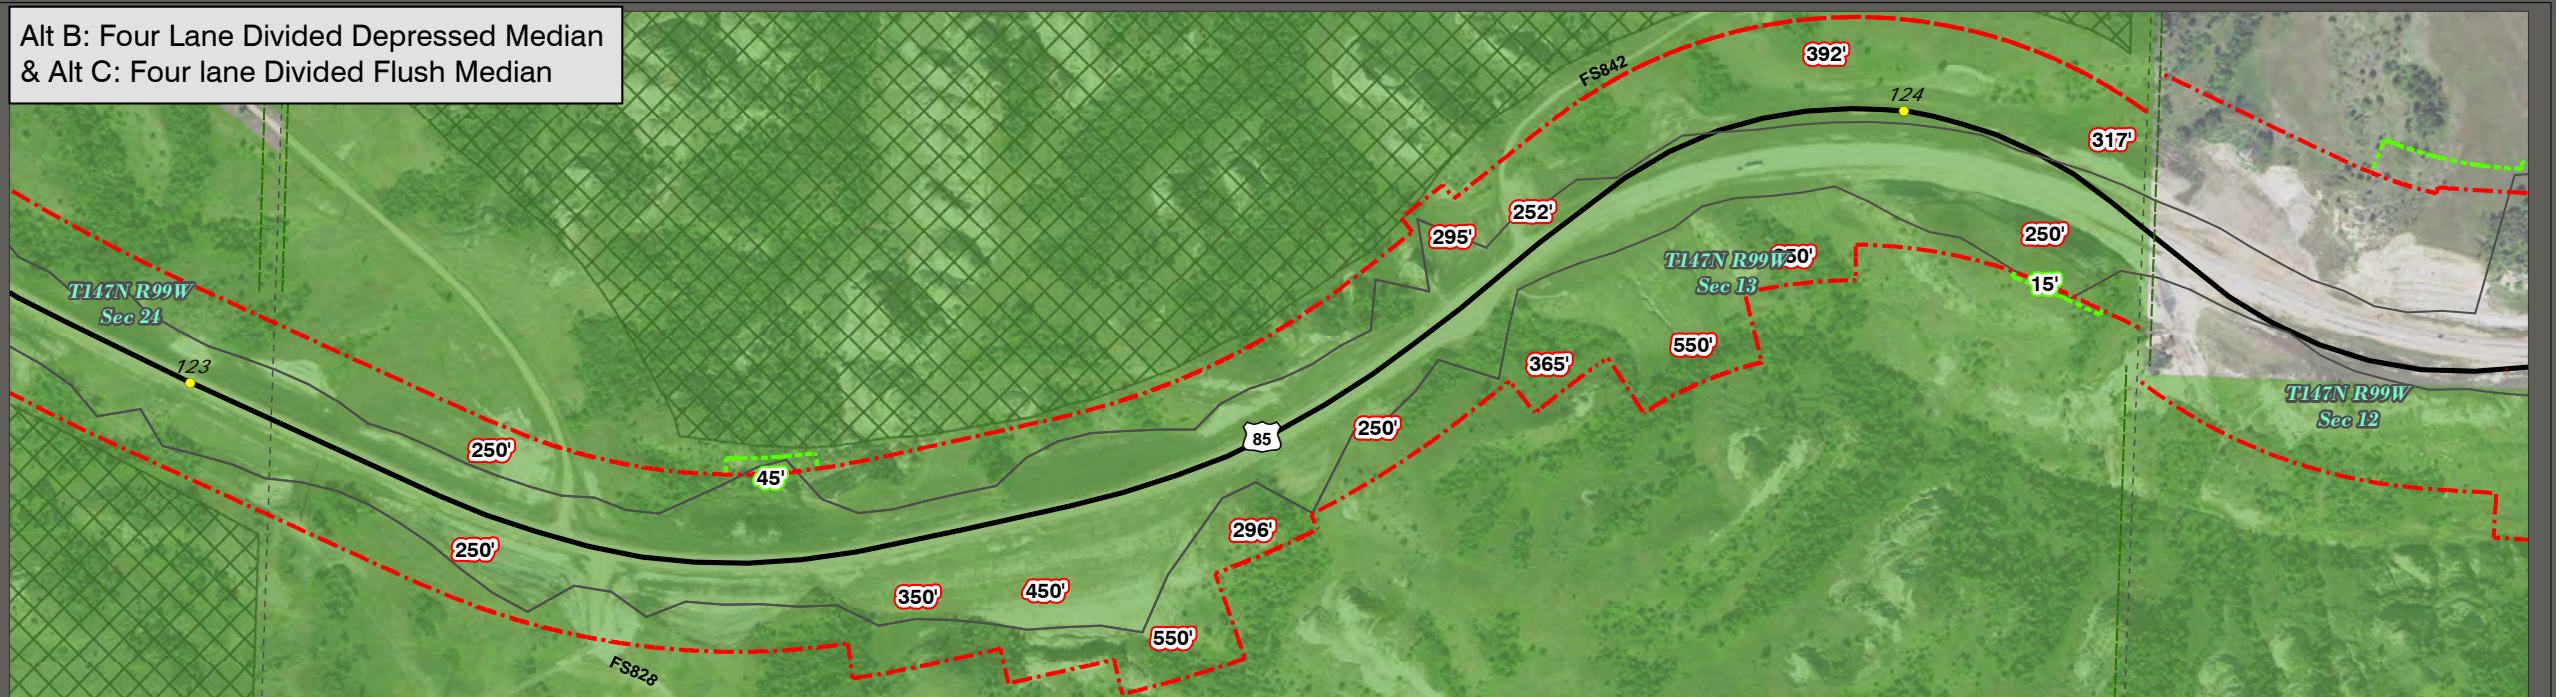 Alt B: Four Lane Divided Depressed Median
& Alt C: Four lane Divided Flush Median
392'
FS842
124
317'
252'
295'
250'
T147N R99W
Sec 13
15'
T147N R99W
Sec 24
123
550'
365'
T147N R99W
Sec 12
250'
85
250'
45'
250'
296'
350'
450'
550'
FS828